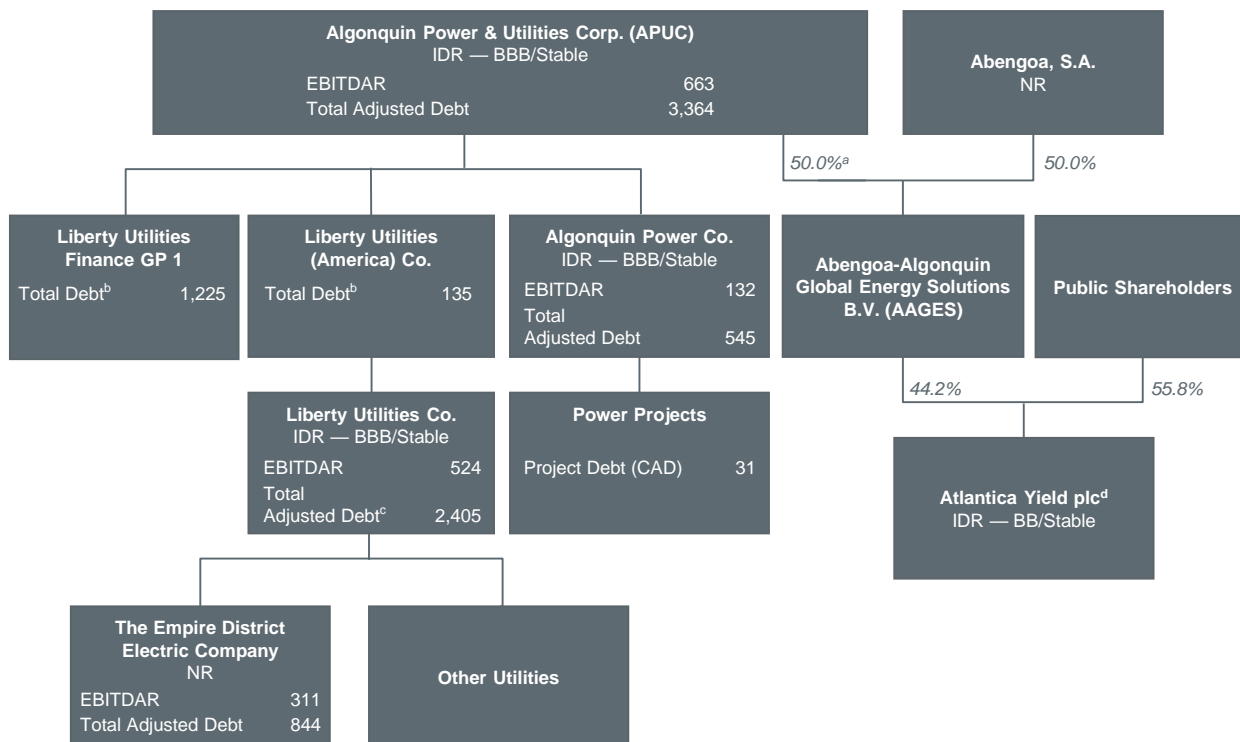 Algonquin Power & Utilities Corp. (APUC)
IDR — BBB/Stable
EBITDAR 663
Total Adjusted Debt 3,364
Abengoa, S.A.
NR
50.0%ᵃ
50.0%
Liberty Utilities
Finance GP 1
Total Debtᵇ 1,225
Liberty Utilities
(America) Co.
Total Debtᵇ 135
Algonquin Power Co.
IDR — BBB/Stable
EBITDAR 132
Total
Adjusted Debt 545
Abengoa-Algonquin
Global Energy Solutions
B.V. (AAGES)
Public Shareholders
44.2%
55.8%
Liberty Utilities Co.
IDR — BBB/Stable
EBITDAR 524
Total
Adjusted Debtᶜ 2,405
Power Projects
Project Debt (CAD) 31
Atlantica Yield plcᵈ
IDR — BB/Stable
The Empire District
Electric Company
NR
EBITDAR 311
Total Adjusted Debt 844
Other Utilities